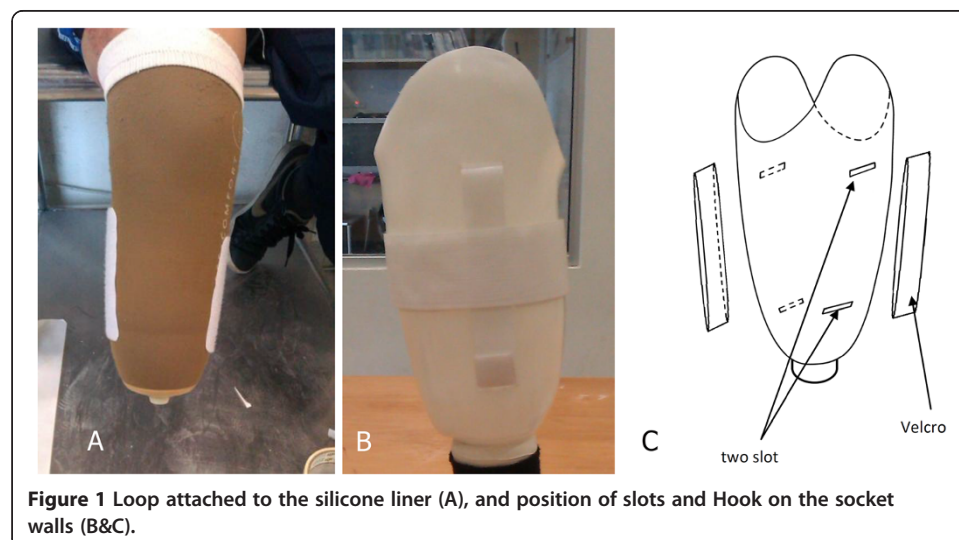 COMFORT
A
B
C
two slot
Velcro
Figure 1 Loop attached to the silicone liner (A), and position of slots and Hook on the socket
walls (B&C).